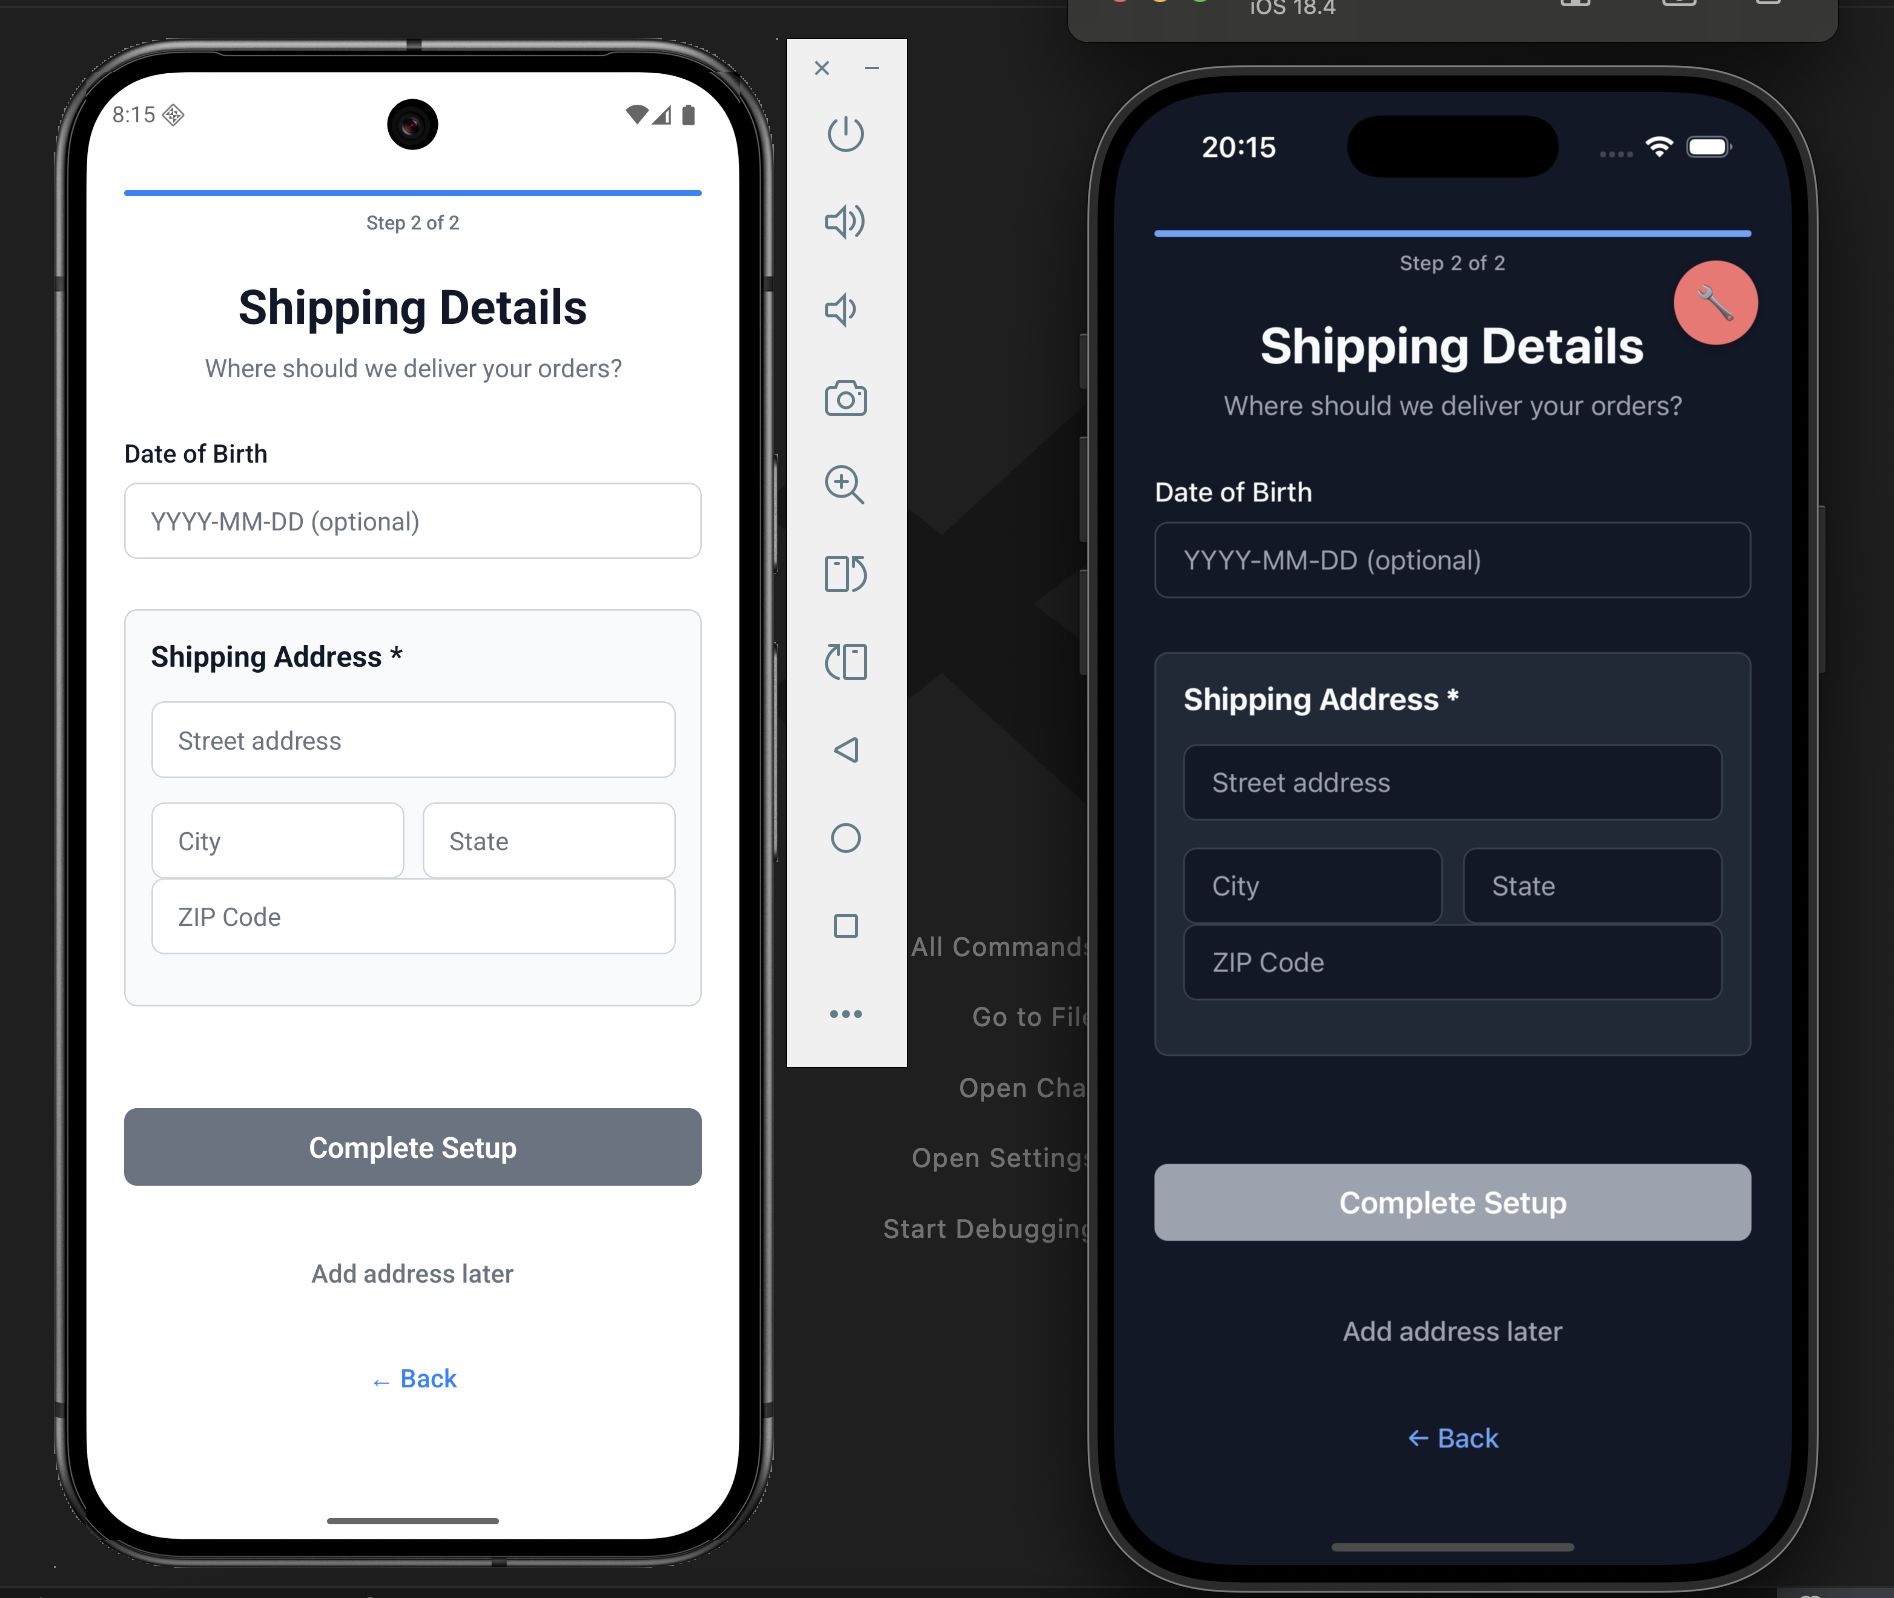 8:15
Step 2 of 2
Shipping Details
Where should we deliver your orders?
Date of Birth
YYYY-MM-DD (optional)
Shipping Address *
Street address
City
State
ZIP Code
Complete Setup
Add address later
← Back
All Commands
Go to File
Open Cha
Open Settings
Start Debugging
iOS 18.4
20:15
Step 2 of 2
Shipping Details
Where should we deliver your orders?
Date of Birth
YYYY-MM-DD (optional)
Shipping Address *
Street address
City
State
ZIP Code
Complete Setup
Add address later
← Back